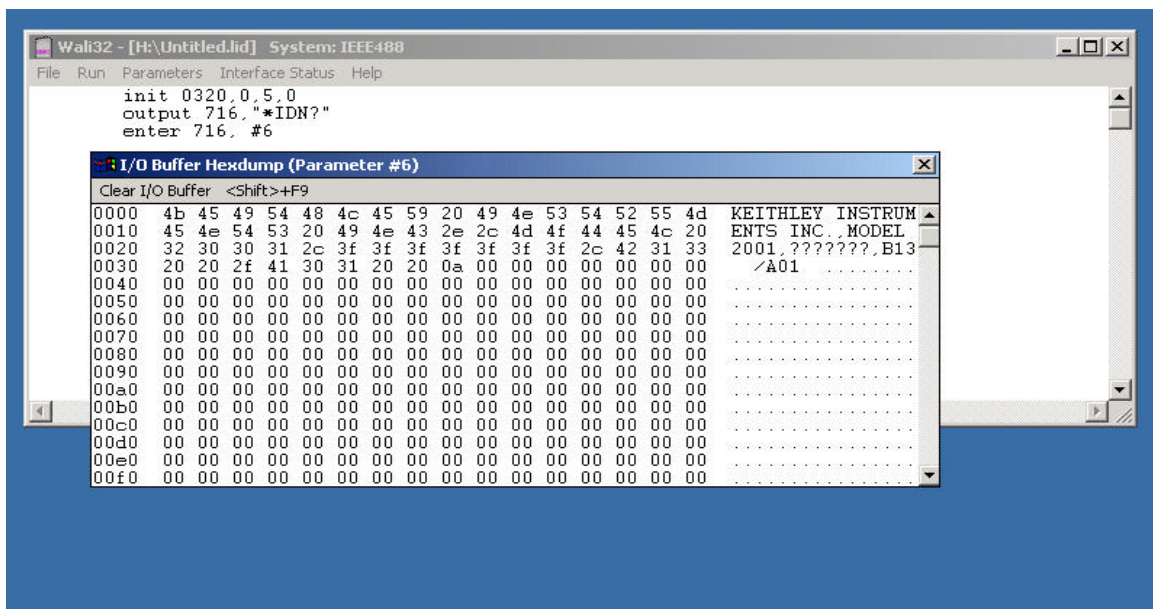 Wali32 - [H:\Untitled.lid] System: IEEE488
File Run Parameters Interface Status Help
init 0320,0,5,0
output 716,"*IDN?"
enter 716, #6
I/O Buffer Hexdump (Parameter #6)
Clear I/O Buffer <Shift>+F9
0000 4b 45 49 54 48 4c 45 59 20 49 4e 53 54 52 55 4d KEITHLEY INSTRUM
0010 45 4e 54 53 20 49 4e 43 2e 2c 4d 4f 44 45 4c 20 ENTS INC.,MODEL
0020 32 30 30 31 2c 3f 3f 3f 3f 3f 3f 3f 2c 42 31 33 2001,???????,B13
0030 20 20 2f 41 30 31 20 20 0a 00 00 00 00 00 00 00 /A01 ........
0040 00 00 00 00 00 00 00 00 00 00 00 00 00 00 00 00 ................
0050 00 00 00 00 00 00 00 00 00 00 00 00 00 00 00 00 ................
0060 00 00 00 00 00 00 00 00 00 00 00 00 00 00 00 00 ................
0070 00 00 00 00 00 00 00 00 00 00 00 00 00 00 00 00 ................
0080 00 00 00 00 00 00 00 00 00 00 00 00 00 00 00 00 ................
0090 00 00 00 00 00 00 00 00 00 00 00 00 00 00 00 00 ................
00a0 00 00 00 00 00 00 00 00 00 00 00 00 00 00 00 00 ................
00b0 00 00 00 00 00 00 00 00 00 00 00 00 00 00 00 00 ................
00c0 00 00 00 00 00 00 00 00 00 00 00 00 00 00 00 00 ................
00d0 00 00 00 00 00 00 00 00 00 00 00 00 00 00 00 00 ................
00e0 00 00 00 00 00 00 00 00 00 00 00 00 00 00 00 00 ................
00f0 00 00 00 00 00 00 00 00 00 00 00 00 00 00 00 00 ................